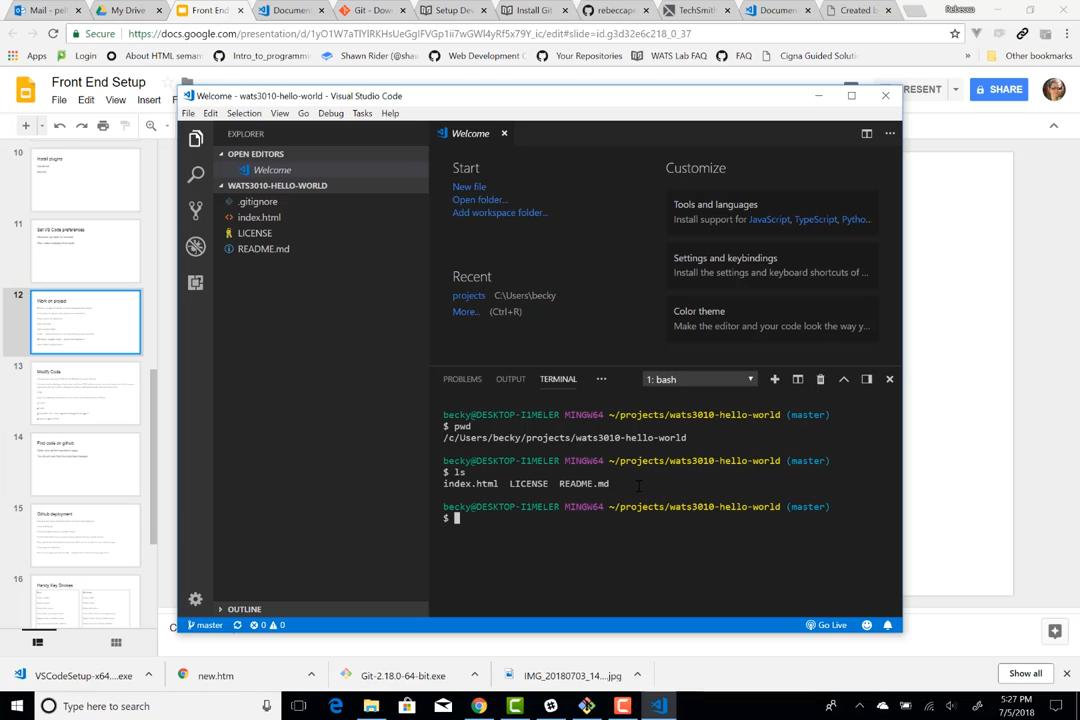 Mail - pell
My Drive
Front End
Documen
Git - Dow
Setup Dev
Install Git
rebeccap
TechSmith
Documen
Created b
Rebecca
Secure
https://docs.google.com/presentation/d/1yO1W7aTlYIRKHsUeGgIFVGp1i7wGWl4yRf5x79Y_ic/edit#slide=id.g3d32e6c218_0_37
Apps
Login
About HTML seman
Intro_to_programmin
Shawn Rider (@shaw
Web Development C
Your Repositories
WATS Lab FAQ
FAQ
Cigna Guided Solutio
»
Other bookmarks
Front End Setup
File Edit View Insert
PRESENT
SHARE
10
Install plugins
11
Set VS Code preferences
12
Work on project
13
Modify Code
14
Find code on github
15
Github deployment
16
Handy Key Strokes
Welcome - wats3010-hello-world - Visual Studio Code
File Edit Selection View Go Debug Tasks Help
EXPLORER
OPEN EDITORS
Welcome
WATS3010-HELLO-WORLD
.gitignore
index.html
LICENSE
README.md
OUTLINE
Welcome
Start
New file
Open folder...
Add workspace folder...
Recent
projects C:\Users\becky
More... (Ctrl+R)
Customize
Tools and languages
Install support for JavaScript, TypeScript, Pytho...
Settings and keybindings
Install the settings and keyboard shortcuts of ...
Color theme
Make the editor and your code look the way y...
PROBLEMS OUTPUT TERMINAL ••• 1: bash
becky@DESKTOP-I1MELER MINGW64 ~/projects/wats3010-hello-world (master)
$ pwd
/c/Users/becky/projects/wats3010-hello-world
becky@DESKTOP-I1MELER MINGW64 ~/projects/wats3010-hello-world (master)
$ ls
index.html LICENSE README.md
becky@DESKTOP-I1MELER MINGW64 ~/projects/wats3010-hello-world (master)
$
master
0
0
Go Live
VSCodeSetup-x64....exe
new.htm
Git-2.18.0-64-bit.exe
IMG_20180703_14...jpg
Show all
Type here to search
5:27 PM
7/5/2018